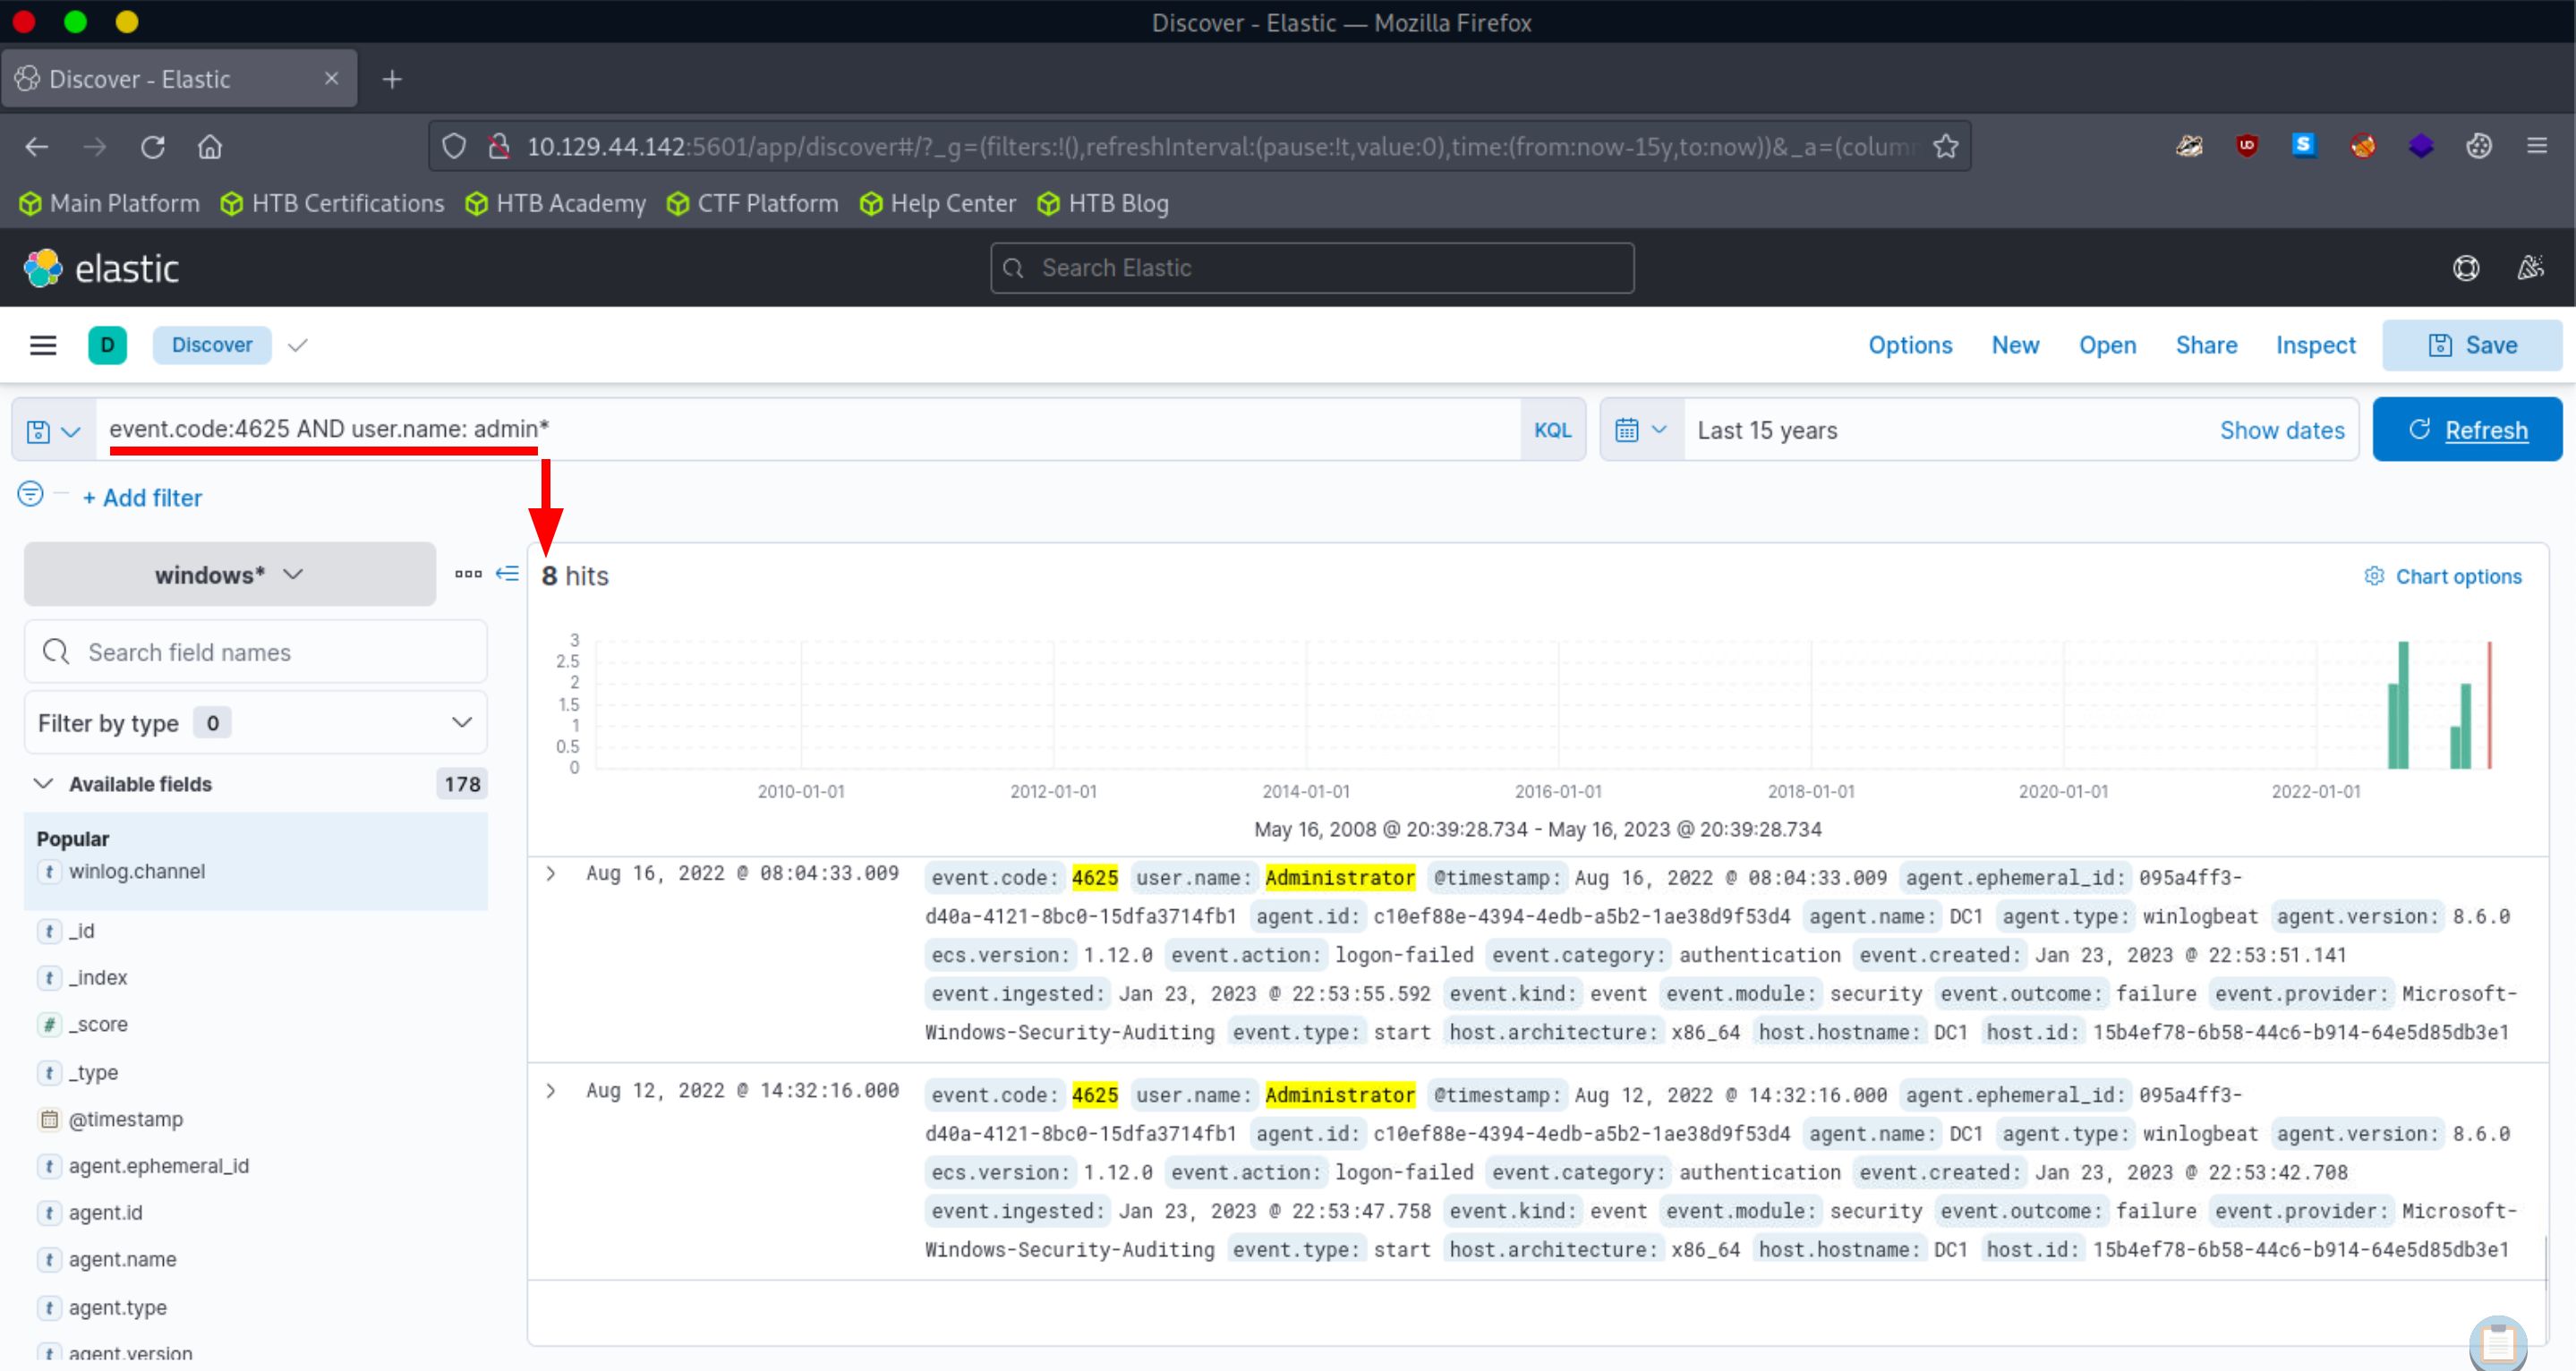 Discover - Elastic — Mozilla Firefox
Discover - Elastic
10.129.44.142:5601/app/discover#/?_g=(filters:!(),refreshInterval:(pause:!t,value:0),time:(from:now-15y,to:now))&_a=(colum
Main Platform HTB Certifications HTB Academy CTF Platform Help Center HTB Blog
elastic Search Elastic
D Discover Options New Open Share Inspect Save
event.code:4625 AND user.name: admin* KQL Last 15 years Show dates Refresh
+ Add filter
windows*
8 hits Chart options
Search field names
Filter by type 0
Available fields 178
Popular
t winlog.channel
t _id
t _index
# _score
t _type
@timestamp
t agent.ephemeral_id
t agent.id
t agent.name
t agent.type
t agent.version
3
2.5
2
1.5
1
0.5
0
2010-01-01 2012-01-01 2014-01-01 2016-01-01 2018-01-01 2020-01-01 2022-01-01
May 16, 2008 @ 20:39:28.734 - May 16, 2023 @ 20:39:28.734
Aug 16, 2022 @ 08:04:33.009 event.code: 4625 user.name: Administrator @timestamp: Aug 16, 2022 @ 08:04:33.009 agent.ephemeral_id: 095a4ff3-
d40a-4121-8bc0-15dfa3714fb1 agent.id: c10ef88e-4394-4edb-a5b2-1ae38d9f53d4 agent.name: DC1 agent.type: winlogbeat agent.version: 8.6.0
ecs.version: 1.12.0 event.action: logon-failed event.category: authentication event.created: Jan 23, 2023 @ 22:53:51.141
event.ingested: Jan 23, 2023 @ 22:53:55.592 event.kind: event event.module: security event.outcome: failure event.provider: Microsoft-
Windows-Security-Auditing event.type: start host.architecture: x86_64 host.hostname: DC1 host.id: 15b4ef78-6b58-44c6-b914-64e5d85db3e1
Aug 12, 2022 @ 14:32:16.000 event.code: 4625 user.name: Administrator @timestamp: Aug 12, 2022 @ 14:32:16.000 agent.ephemeral_id: 095a4ff3-
d40a-4121-8bc0-15dfa3714fb1 agent.id: c10ef88e-4394-4edb-a5b2-1ae38d9f53d4 agent.name: DC1 agent.type: winlogbeat agent.version: 8.6.0
ecs.version: 1.12.0 event.action: logon-failed event.category: authentication event.created: Jan 23, 2023 @ 22:53:42.708
event.ingested: Jan 23, 2023 @ 22:53:47.758 event.kind: event event.module: security event.outcome: failure event.provider: Microsoft-
Windows-Security-Auditing event.type: start host.architecture: x86_64 host.hostname: DC1 host.id: 15b4ef78-6b58-44c6-b914-64e5d85db3e1